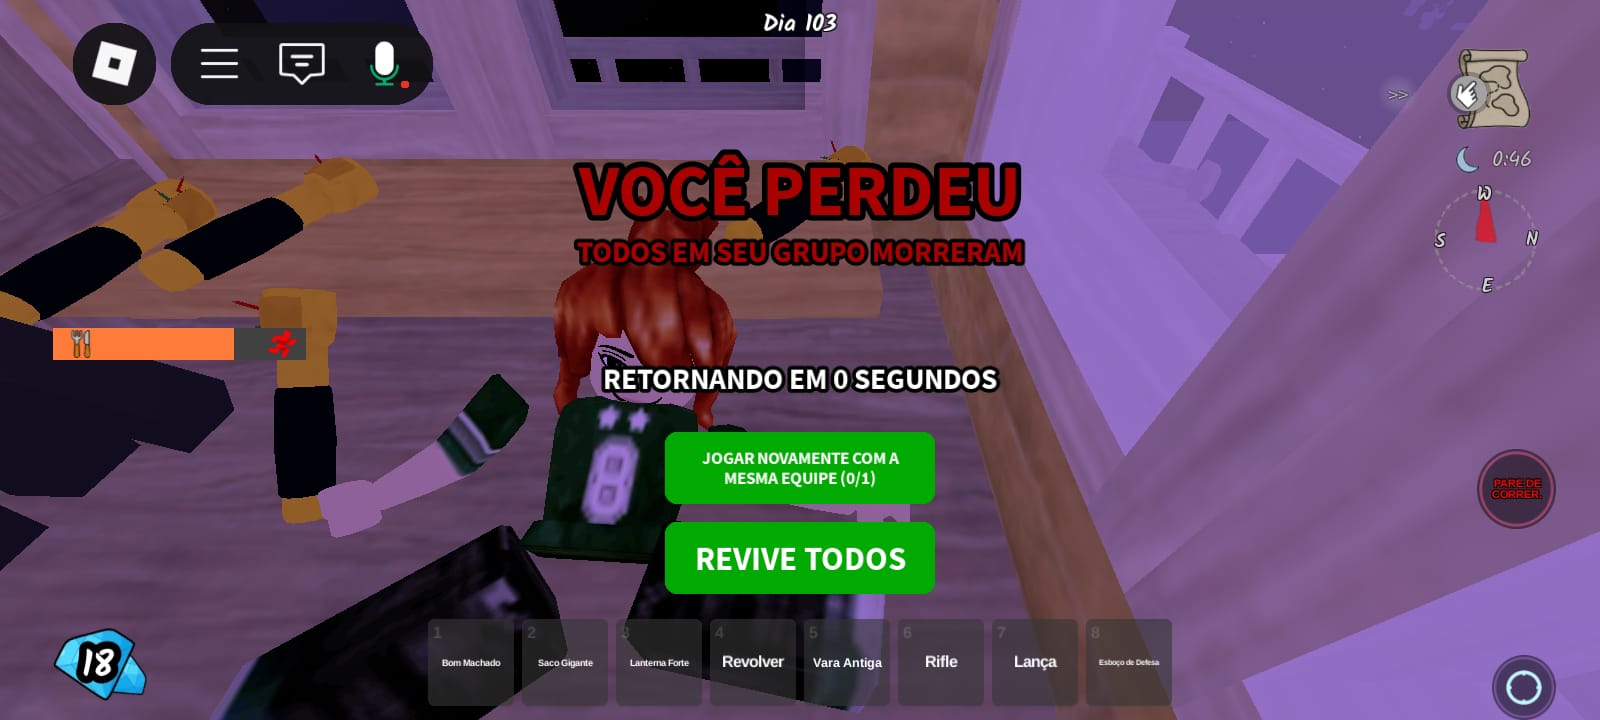 Dia 103
0:46
W
S
N
E
VOCÊ PERDEU
TODOS EM SEU GRUPO MORRERAM
RETORNANDO EM 0 SEGUNDOS
JOGAR NOVAMENTE COM A
MESMA EQUIPE (0/1)
REVIVE TODOS
PARE DE
CORRER.
8
18
1
Bom Machado
2
Saco Gigante
3
Lanterna Forte
4
Revolver
5
Vara Antiga
6
Rifle
7
Lança
8
Esboço de Defesa